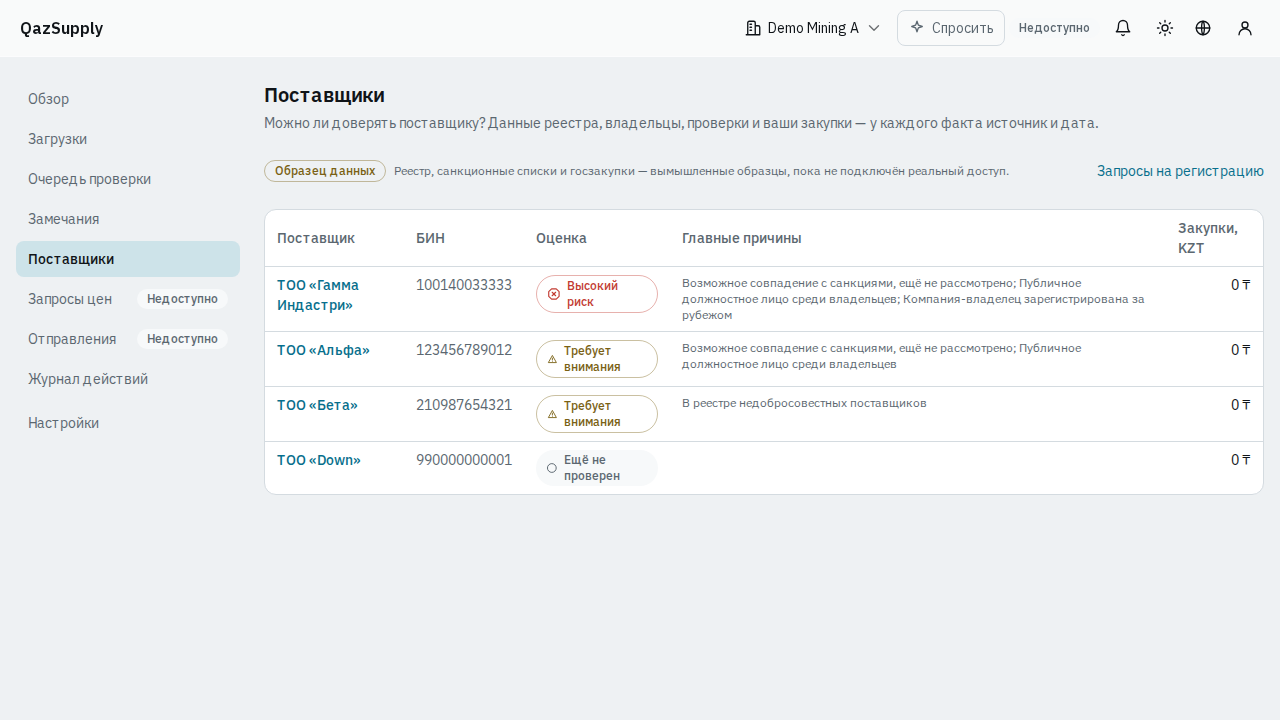 QazSupply
Demo Mining A
Спросить
Недоступно
Обзор
Загрузки
Очередь проверки
Замечания
Поставщики
Запросы цен
Недоступно
Отправления
Недоступно
Журнал действий
Настройки
Поставщики
Можно ли доверять поставщику? Данные реестра, владельцы, проверки и ваши закупки — у каждого факта источник и дата.
Образец данных
Реестр, санкционные списки и госзакупки — вымышленные образцы, пока не подключён реальный доступ.
Запросы на регистрацию
Поставщик
БИН
Оценка
Главные причины
Закупки,
KZT
ТОО «Гамма
Индастри»
100140033333
Высокий
риск
Возможное совпадение с санкциями, ещё не рассмотрено; Публичное
должностное лицо среди владельцев; Компания-владелец зарегистрирована за
рубежом
0 ₸
ТОО «Альфа»
123456789012
Требует
внимания
Возможное совпадение с санкциями, ещё не рассмотрено; Публичное
должностное лицо среди владельцев
0 ₸
ТОО «Бета»
210987654321
Требует
внимания
В реестре недобросовестных поставщиков
0 ₸
ТОО «Down»
990000000001
Ещё не
проверен
0 ₸